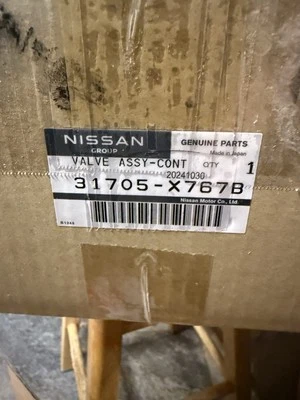 NISSAN GENUINE PARTS
GROUP Made in Japan
VALVE ASSY-CONT QTY 1
20241030
31705-X767B
Nissan Motor Co., Ltd.